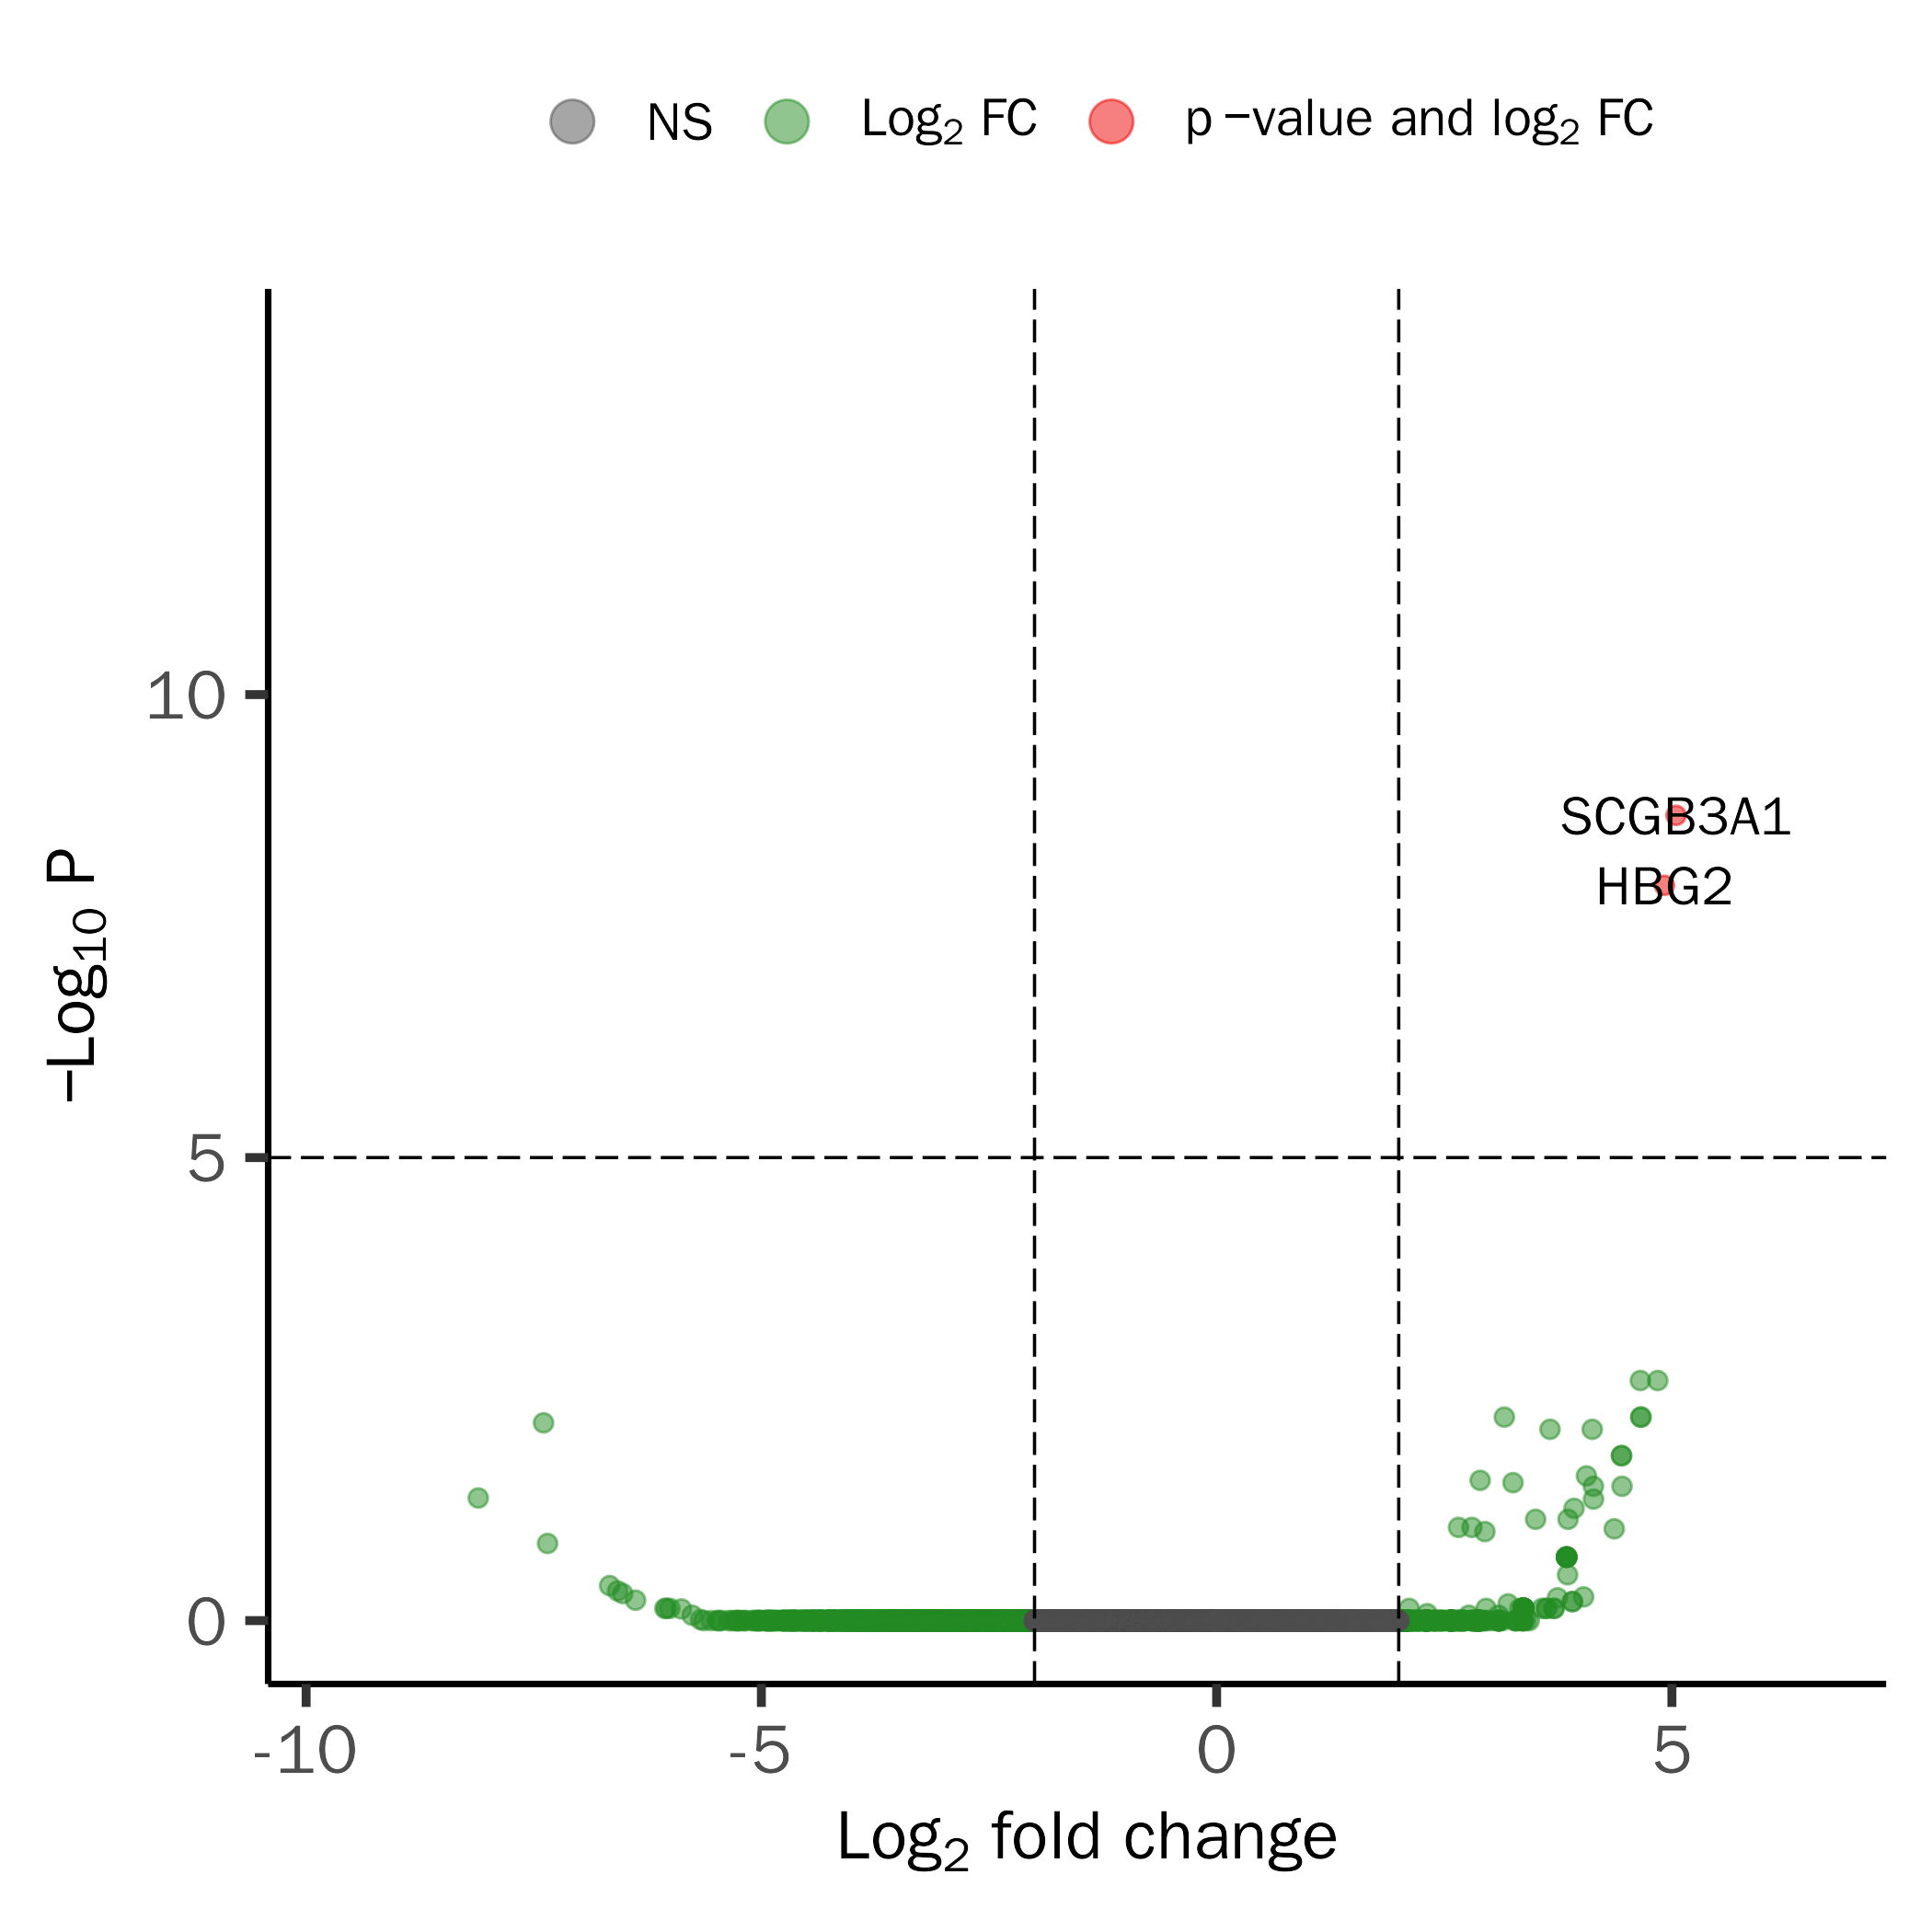 NS Log₂ FC p −value and log₂ FC
−Log₁₀ P
10
5
0
SCGB3A1
HBG2
-10 -5 0 5
Log₂ fold change